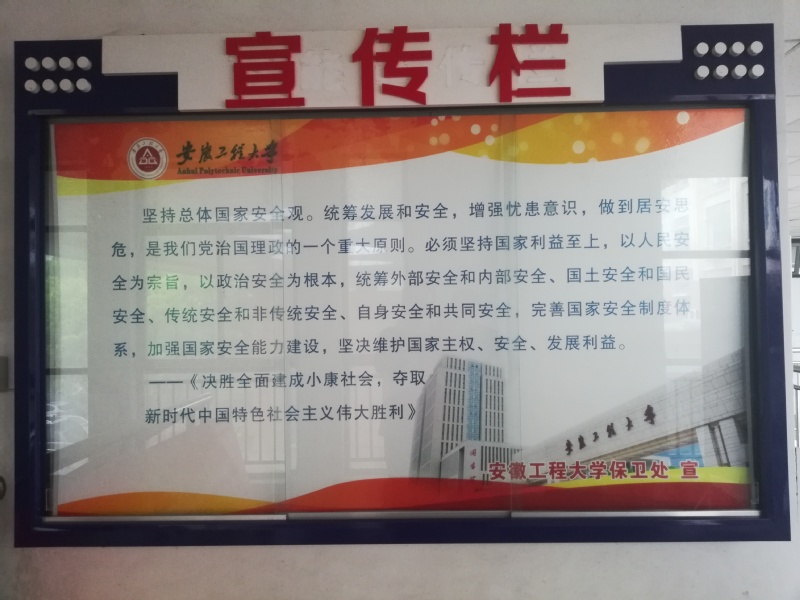 宣传栏
安徽工程大学
Anhui Polytechnic University
坚持总体国家安全观。统筹发展和安全，增强忧患意识，做到居安思
危，是我们党治国理政的一个重大原则。必须坚持国家利益至上，以人民安
全为宗旨，以政治安全为根本，统筹外部安全和内部安全、国土安全和国民
安全、传统安全和非传统安全、自身安全和共同安全，完善国家安全制度体
系，加强国家安全能力建设，坚决维护国家主权、安全、发展利益。
——《决胜全面建成小康社会，夺取
新时代中国特色社会主义伟大胜利》
安徽工程大学
安徽工程大学保卫处 宣